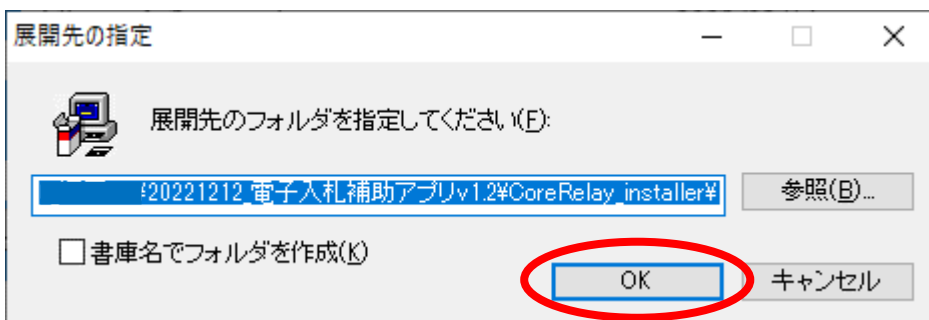 展開先の指定
展開先のフォルダを指定してください(F):
20221212_電子入札補助アプリv1.2¥CoreRelay_installer¥
参照(B)...
書庫名でフォルダを作成(K)
OK
キャンセル